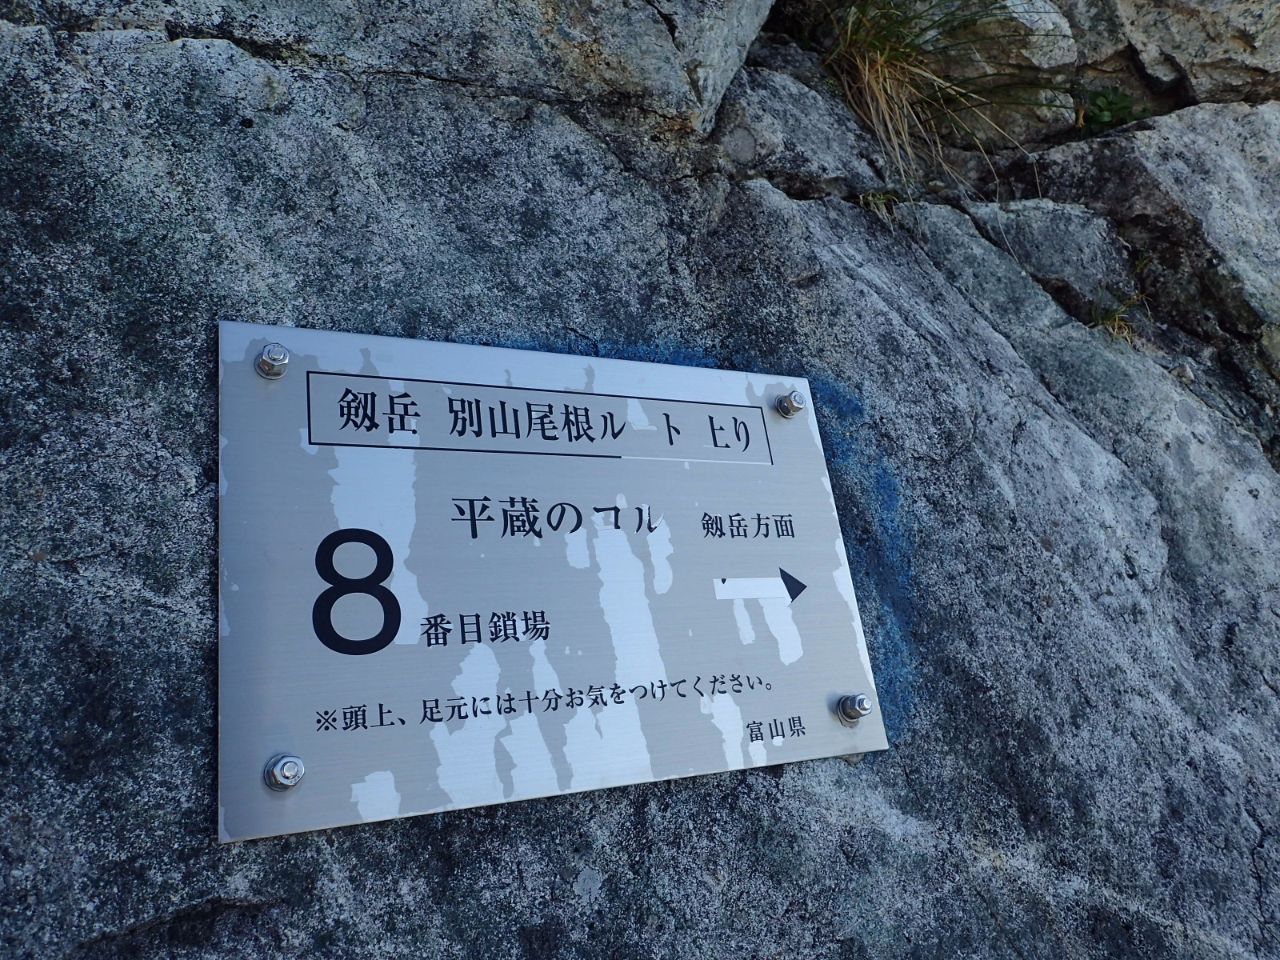 剱岳 別山尾根ルート 上り
平蔵のコル 剱岳方面
8番目鎖場
※頭上、足元には十分お気をつけてください。
富山県